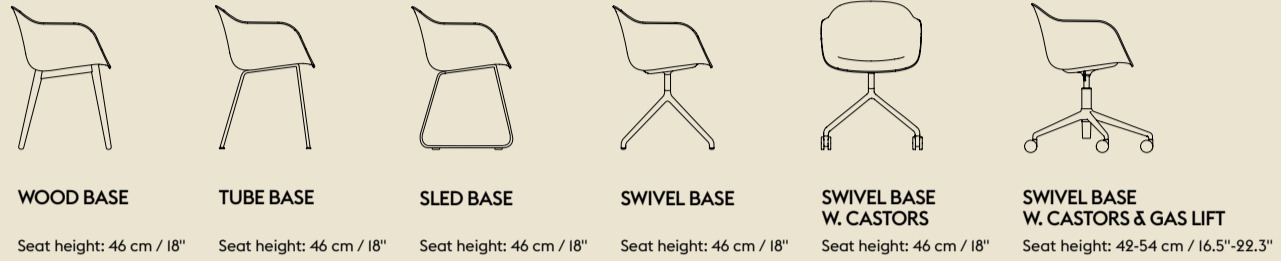 WOOD BASE
Seat height: 46 cm / 18"
TUBE BASE
Seat height: 46 cm / 18"
SLED BASE
Seat height: 46 cm / 18"
SWIVEL BASE
Seat height: 46 cm / 18"
SWIVEL BASE
W. CASTORS
Seat height: 46 cm / 18"
SWIVEL BASE
W. CASTORS & GAS LIFT
Seat height: 42-54 cm / 16.5"-22.3"